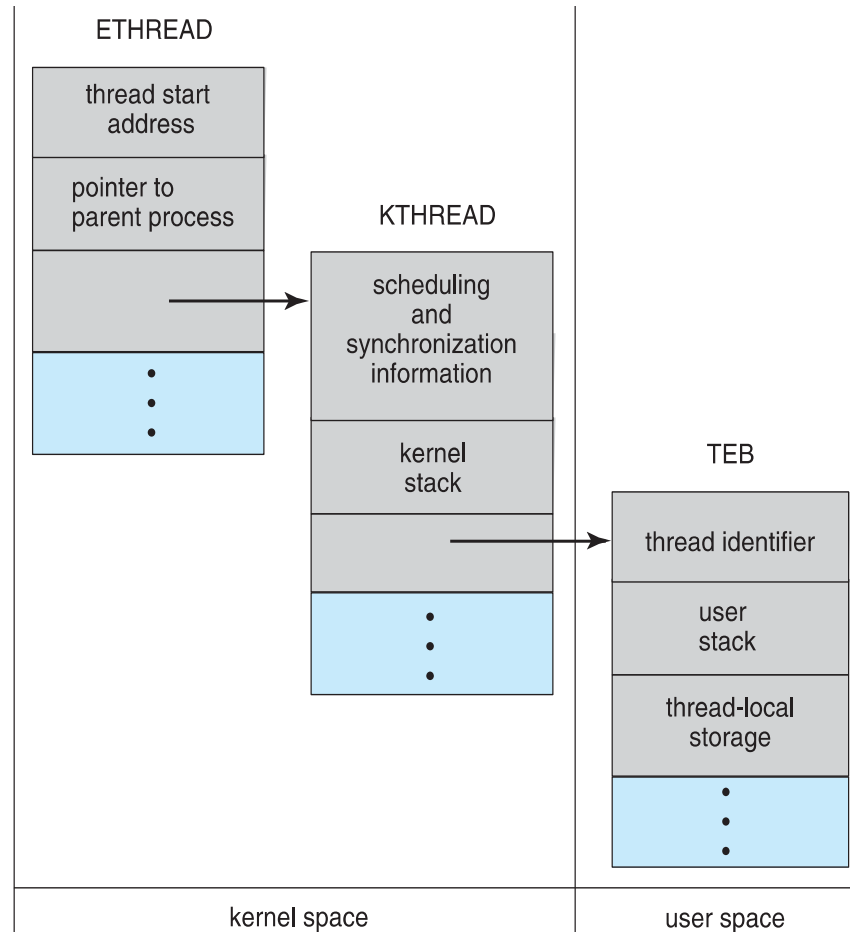 ETHREAD
thread start
address
pointer to
parent process
KTHREAD
scheduling
and
synchronization
information
kernel
stack
TEB
thread identifier
user
stack
thread-local
storage
kernel space
user space